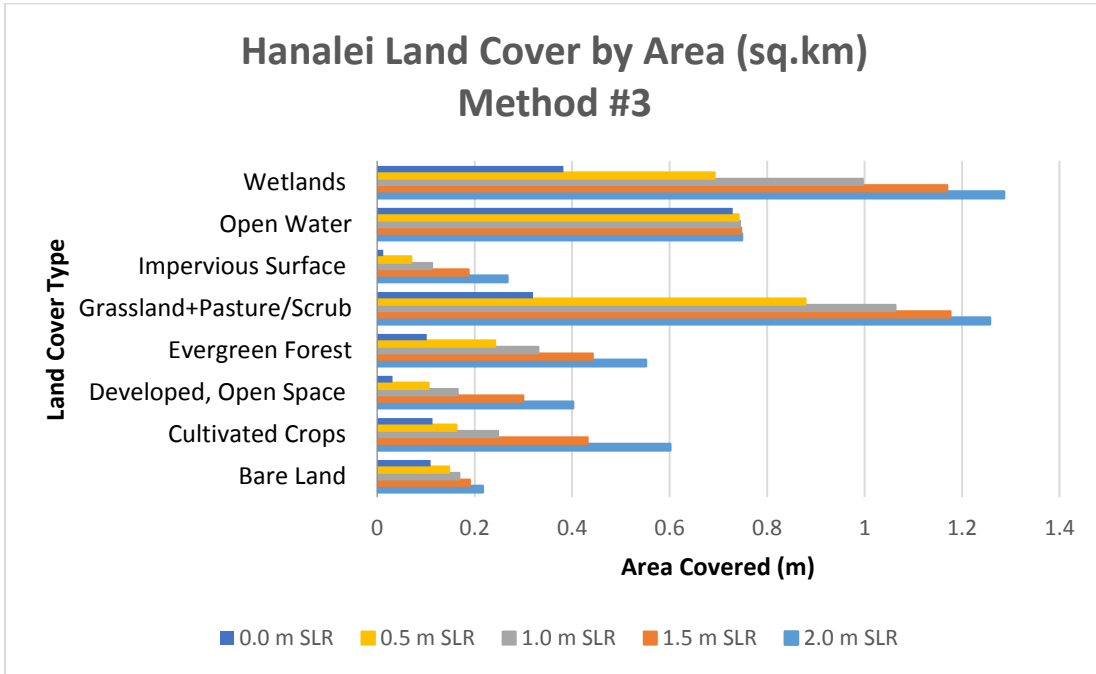 Hanalei Land Cover by Area (sq.km)
Method #3
Land Cover Type
Wetlands
Open Water
Impervious Surface
Grassland+Pasture/Scrub
Evergreen Forest
Developed, Open Space
Cultivated Crops
Bare Land
0 0.2 0.4 0.6 0.8 1 1.2 1.4
Area Covered (m)
0.0 m SLR 0.5 m SLR 1.0 m SLR 1.5 m SLR 2.0 m SLR